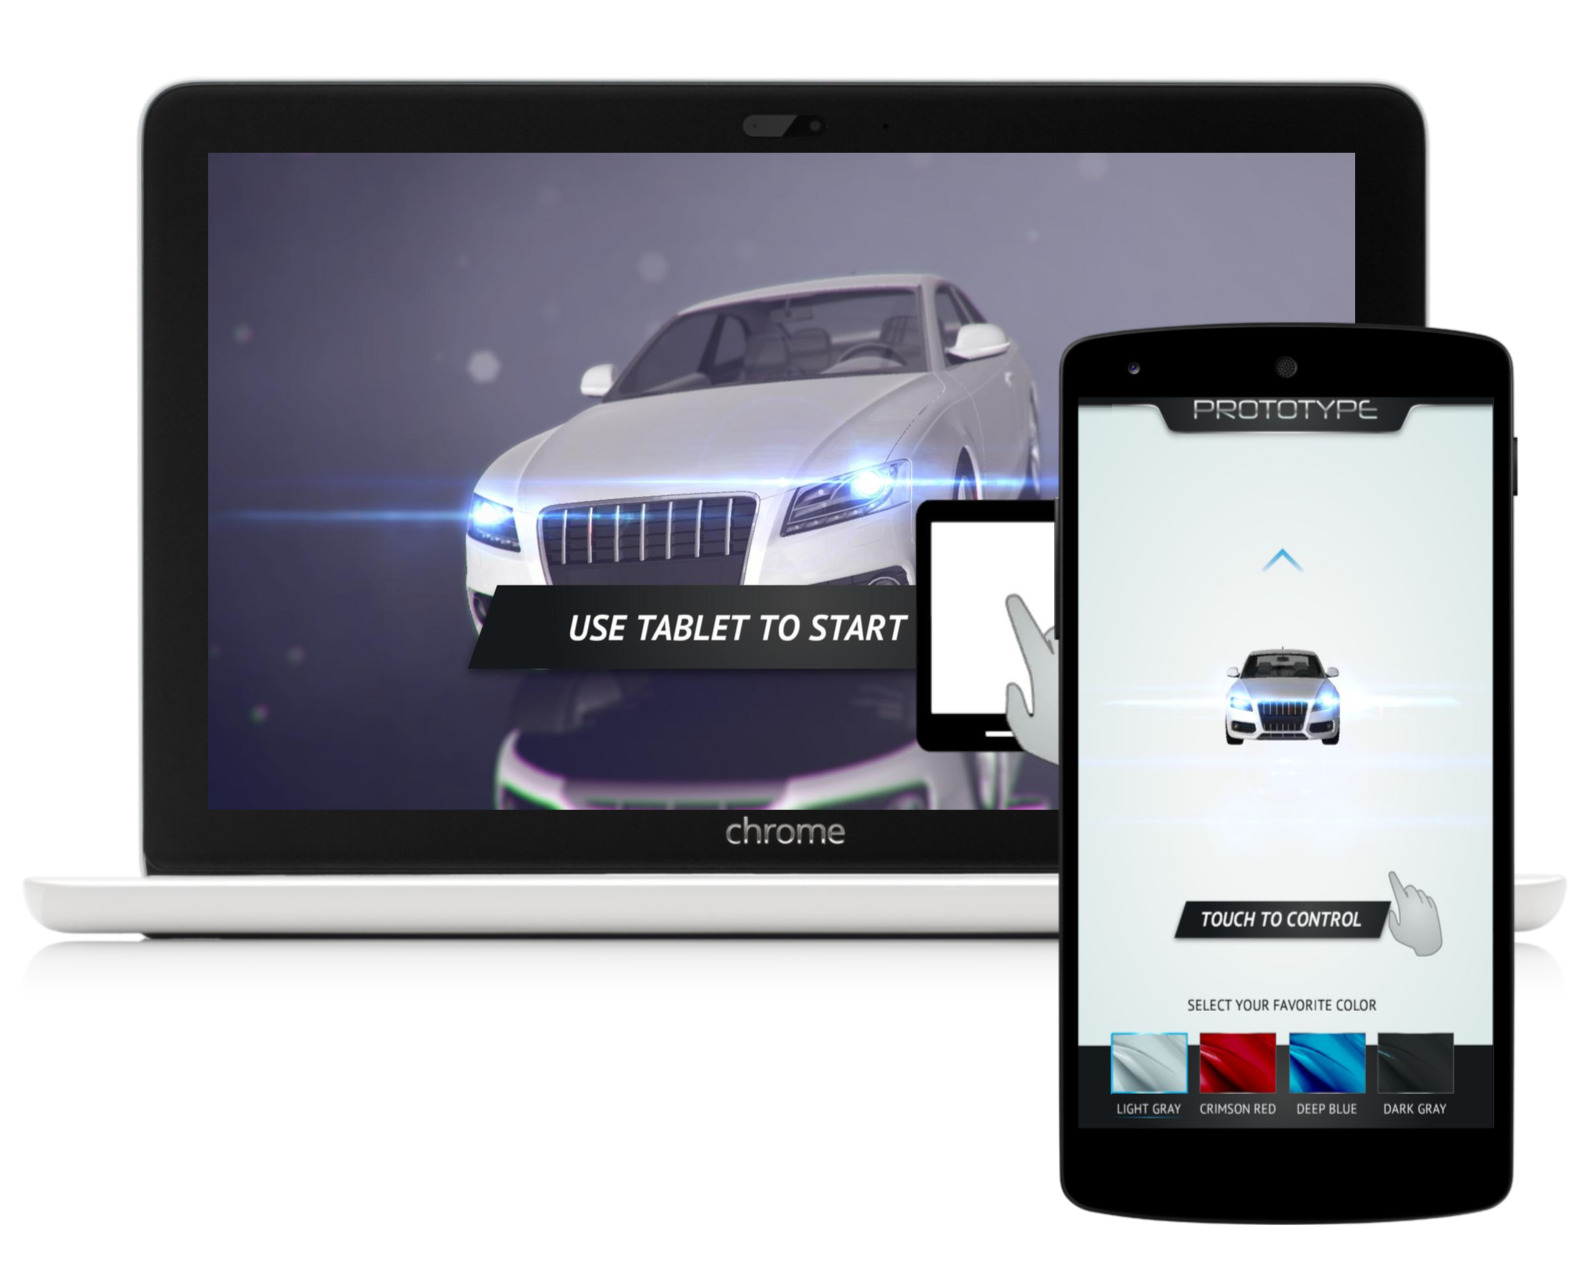 USE TABLET TO START
chrome
PROTOTYPE
TOUCH TO CONTROL
SELECT YOUR FAVORITE COLOR
LIGHT GRAY
CRIMSON RED
DEEP BLUE
DARK GRAY